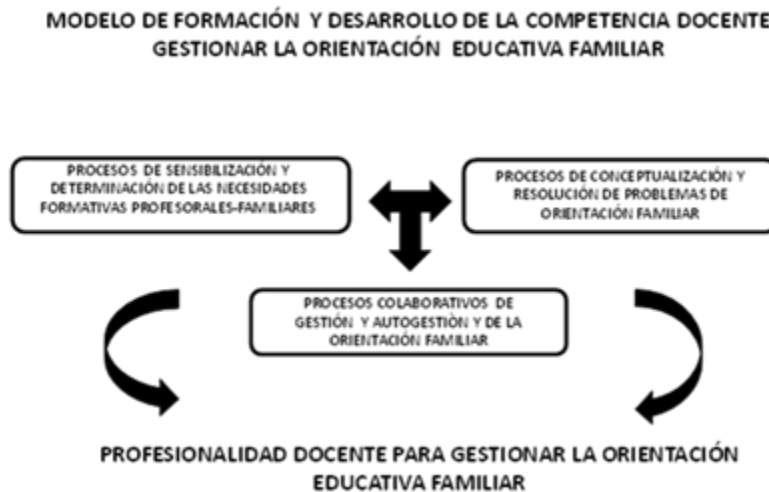 MODELO DE FORMACIÓN Y DESARROLLO DE LA COMPETENCIA DOCENTE
GESTIONAR LA ORIENTACIÓN EDUCATIVA FAMILIAR
PROCESOS DE SENSIBILIZACIÓN Y
DETERMINACIÓN DE LAS NECESIDADES
FORMATIVAS PROFESORALES-FAMILIARES
PROCESOS DE CONCEPTUALIZACIÓN Y
RESOLUCIÓN DE PROBLEMAS DE
ORIENTACIÓN FAMILIAR
PROCESOS COLABORATIVOS DE
GESTIÓN Y AUTOGESTIÒN Y DE LA
ORIENTACIÓN FAMILIAR
PROFESIONALIDAD DOCENTE PARA GESTIONAR LA ORIENTACIÓN
EDUCATIVA FAMILIAR